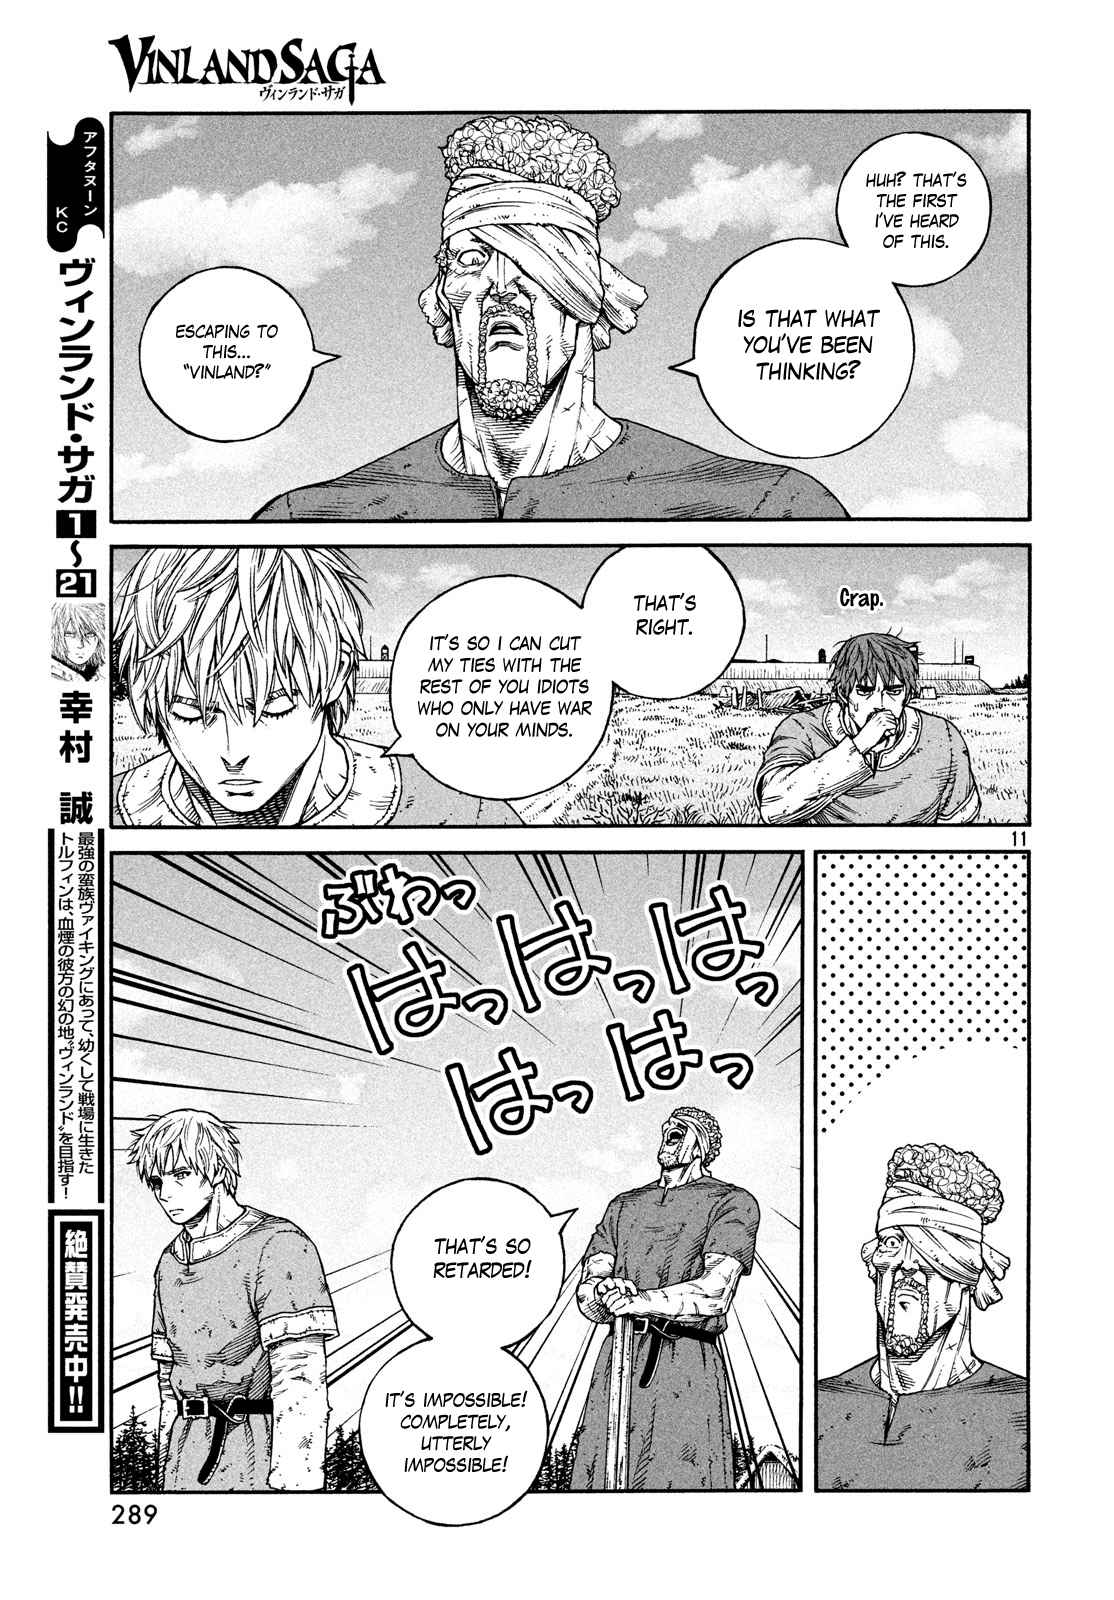 VINLAND SAGA
ヴィンランド・サガ
アフタヌーン
KC
ヴィンランド・サガ
1
〜
21
幸村 誠
最強の蛮族ヴァイキングにあって、幼くして戦場に生きた
トルフィンは、血煙の彼方の幻の地〝ヴィンランド〟を目指す!
絶賛発売中!!
HUH? THAT'S
THE FIRST
I'VE HEARD
OF THIS.
IS THAT WHAT
YOU'VE BEEN
THINKING?
ESCAPING TO
THIS...
"VINLAND?"
Crap.
THAT'S
RIGHT.
IT'S SO I CAN CUT
MY TIES WITH THE
REST OF YOU IDIOTS
WHO ONLY HAVE WAR
ON YOUR MINDS.
11
ぶわっ
はっはっはっ
はっはっ
THAT'S SO
RETARDED!
IT'S IMPOSSIBLE!
COMPLETELY,
UTTERLY
IMPOSSIBLE!
289